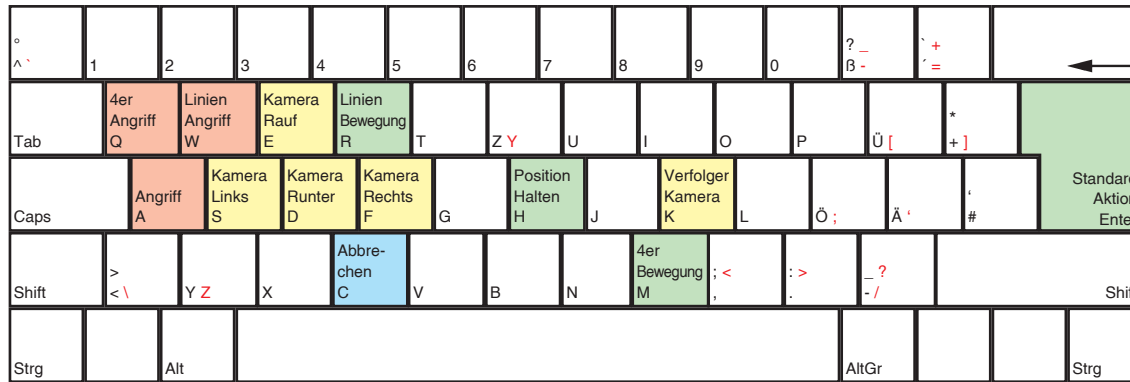 °
^ `
1
2
3
4
5
6
7
8
9
0
? _
ß -
` +
´ =
Tab
4er
Angriff
Q
Linien
Angriff
W
Kamera
Rauf
E
Linien
Bewegung
R
T
Z Y
U
I
O
P
Ü [
*
+ ]
Caps
Angriff
A
Kamera
Links
S
Kamera
Runter
D
Kamera
Rechts
F
G
Position
Halten
H
J
Verfolger
Kamera
K
L
Ö ;
Ä ‘
‘
#
Standard
Aktion
Enter
Shift
>
< \
Y Z
X
Abbre-
chen
C
V
B
N
4er
Bewegung
M
; <
,
: >
.
_ ?
- /
Shift
Strg
Alt
AltGr
Strg